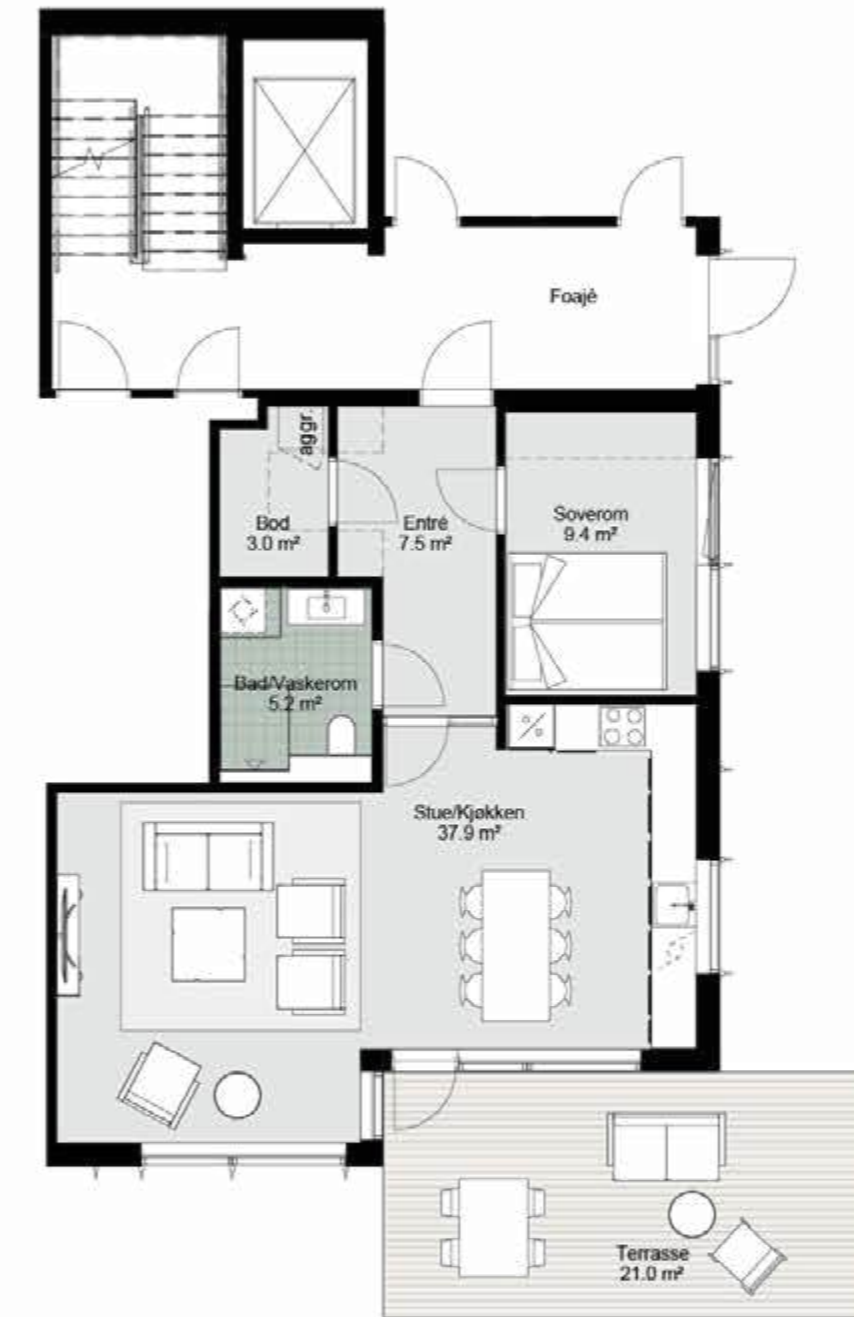 Foajè
aggr.
Bod
3.0 m²
Entré
7.5 m²
Soverom
9.4 m²
Bad/Vaskerom
5.2 m²
Stue/Kjøkken
37.9 m²
Terrasse
21.0 m²